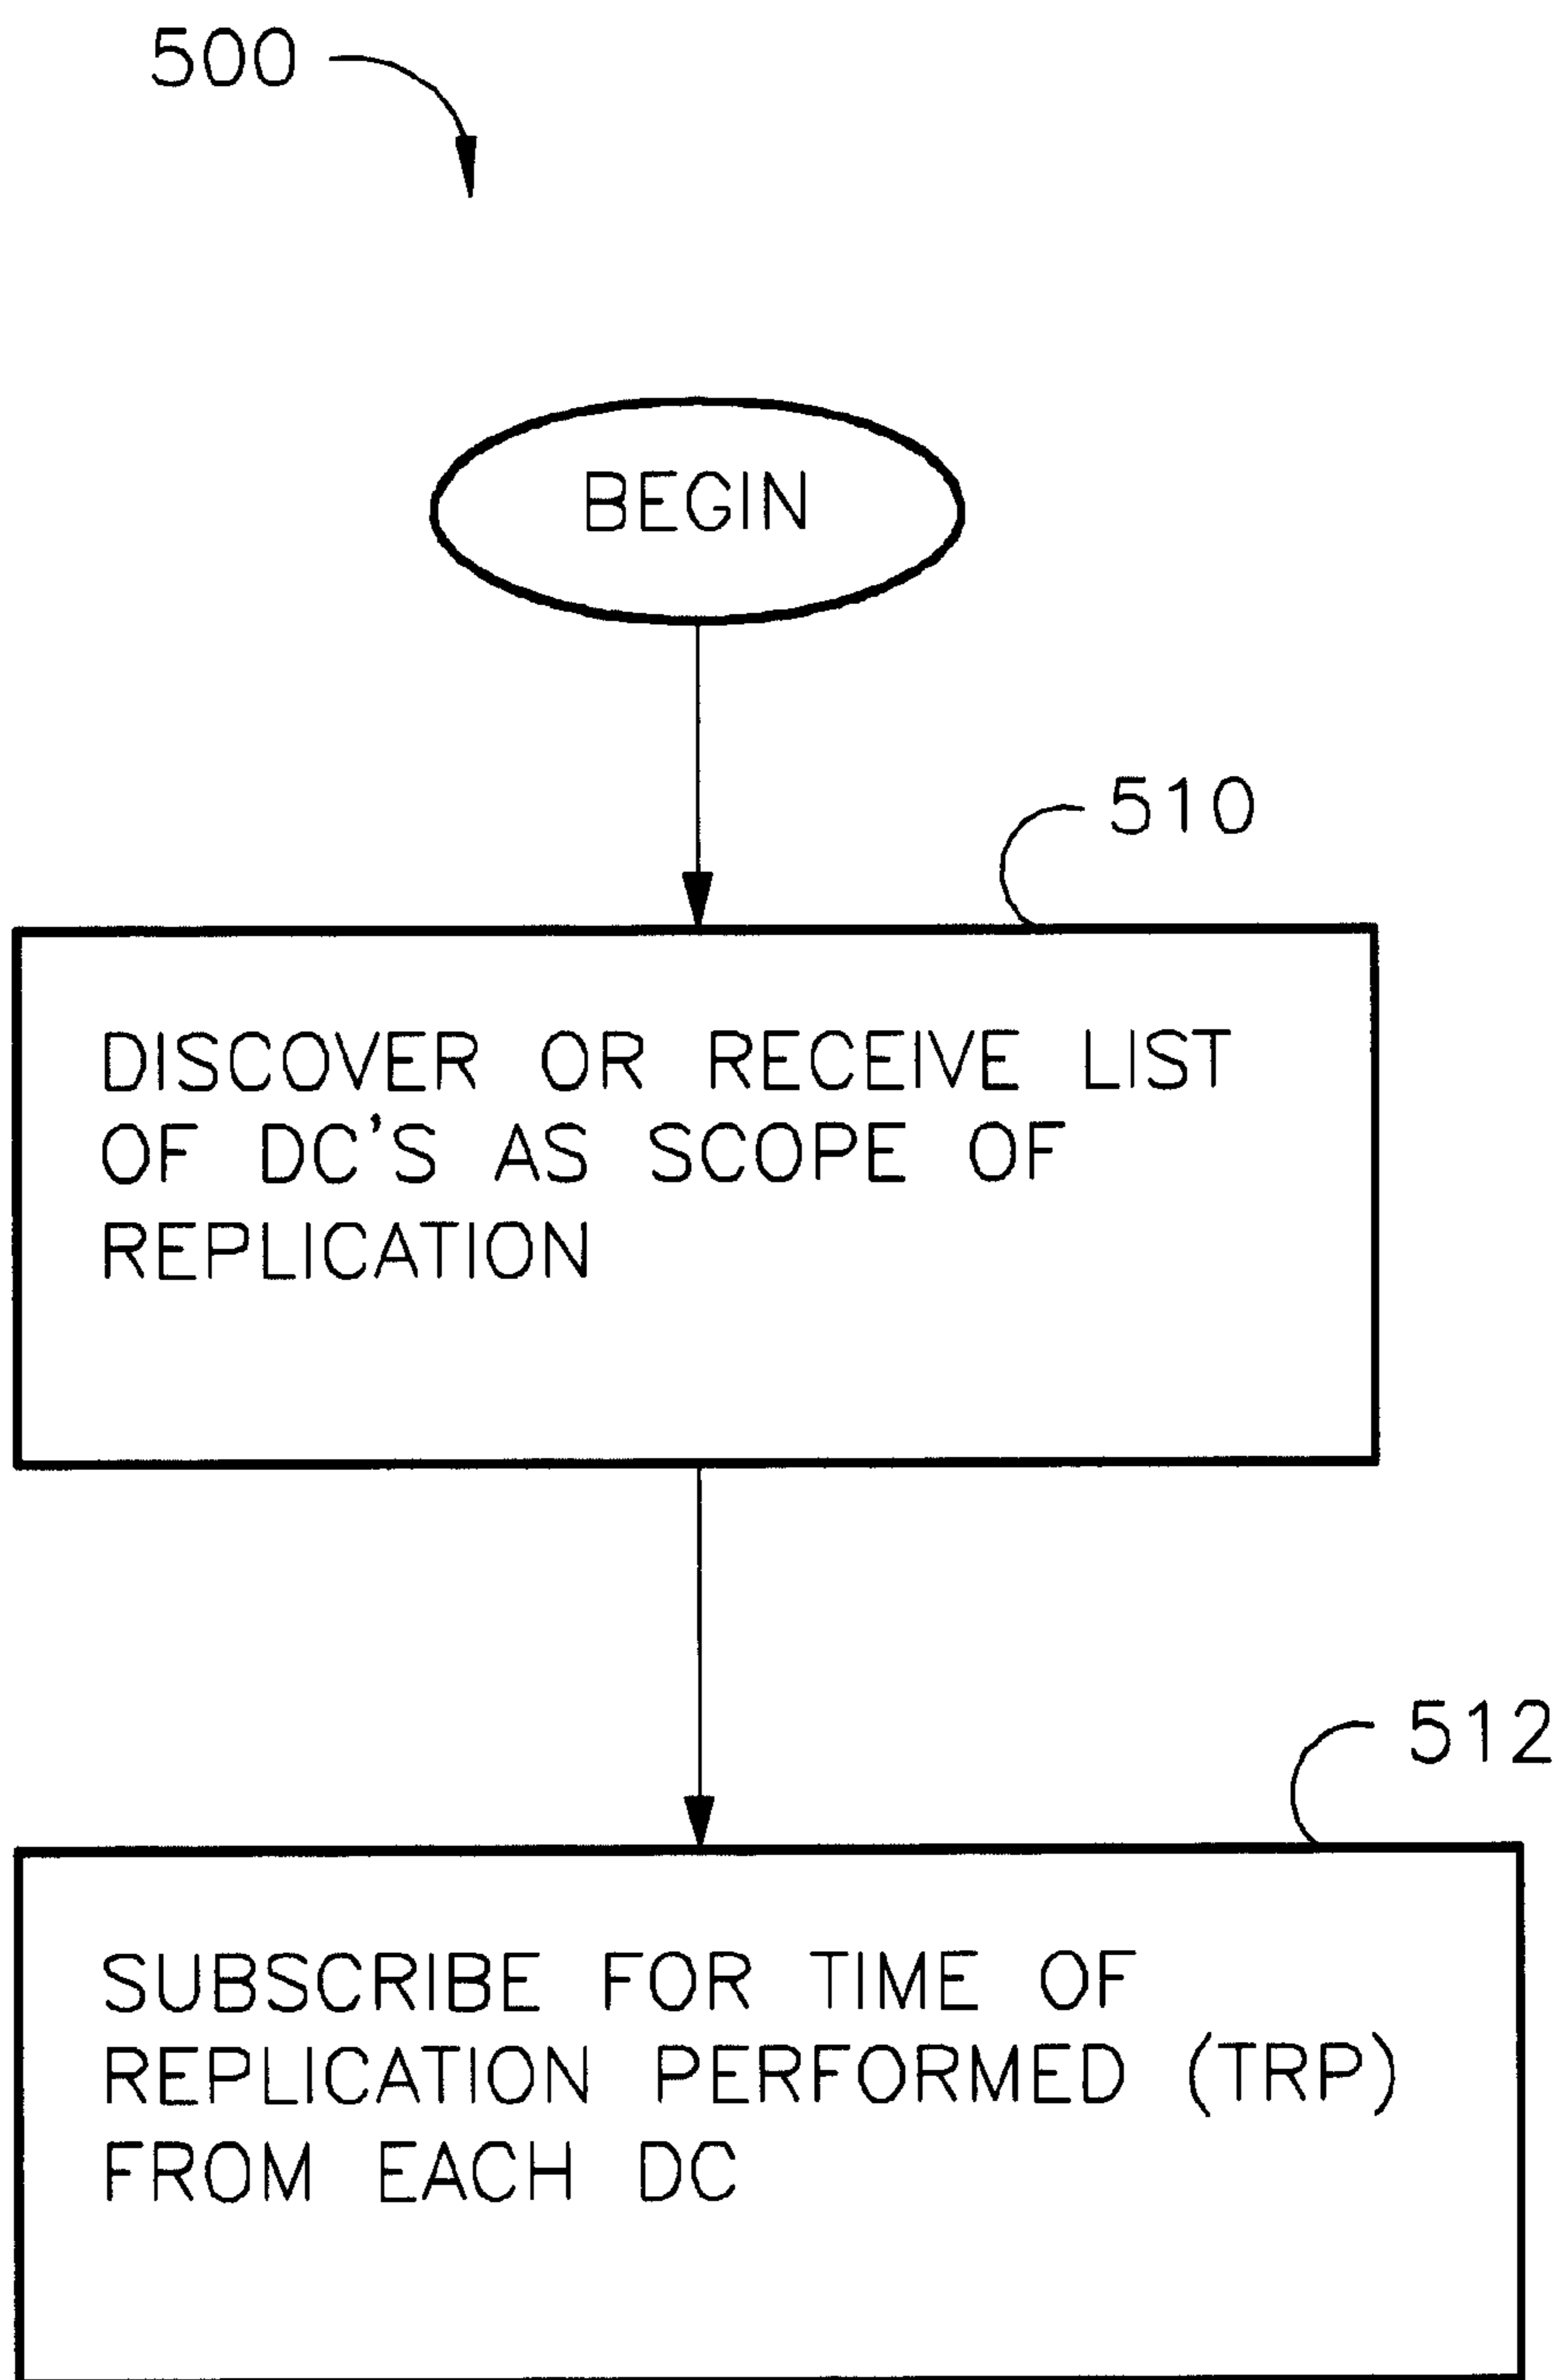 500
BEGIN
510
DISCOVER OR RECEIVE LIST
OF DC'S AS SCOPE OF
REPLICATION
512
SUBSCRIBE FOR TIME OF
REPLICATION PERFORMED (TRP)
FROM EACH DC